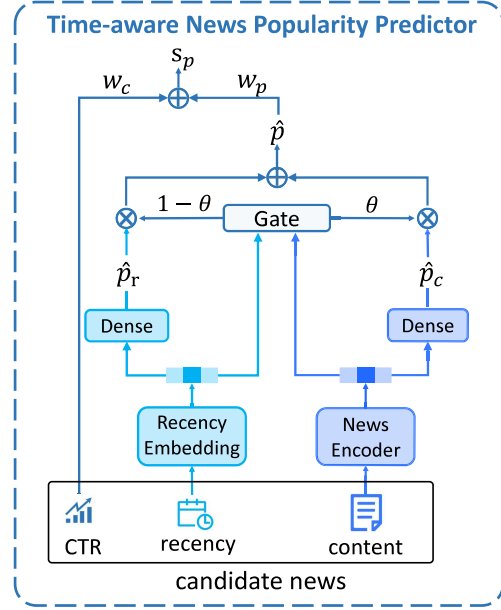 Time-aware News Popularity Predictor
s_p
w_c
w_p
p̂
1 − θ
Gate
θ
p̂_r
p̂_c
Dense
Dense
Recency
Embedding
News
Encoder
CTR
recency
content
candidate news